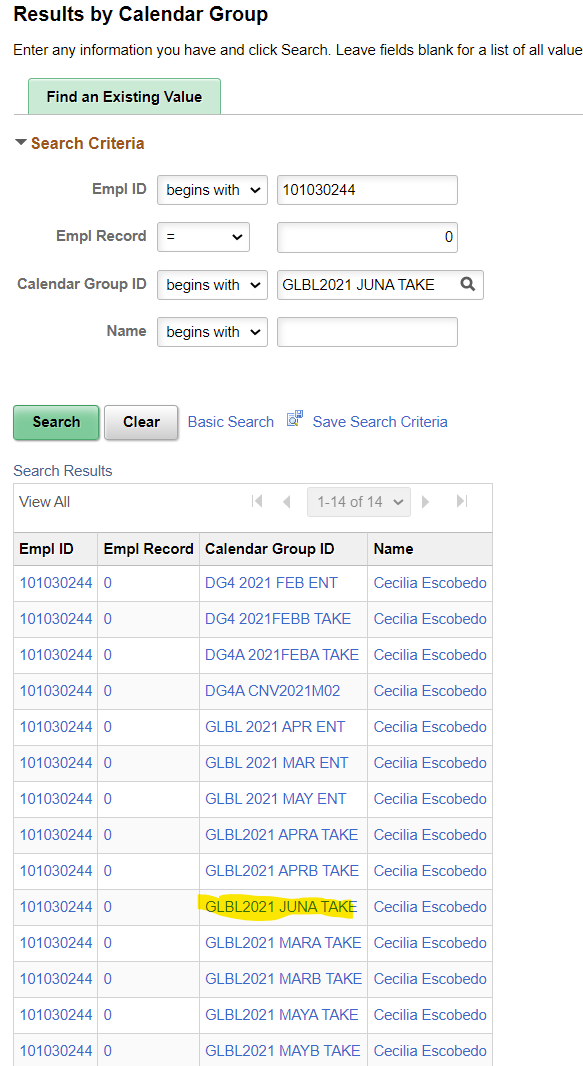 Results by Calendar Group
Enter any information you have and click Search. Leave fields blank for a list of all value
Find an Existing Value
Search Criteria
Empl ID begins with 101030244
Empl Record = 0
Calendar Group ID begins with GLBL2021 JUNA TAKE
Name begins with
Search Clear Basic Search Save Search Criteria
Search Results
View All 1-14 of 14
Empl ID Empl Record Calendar Group ID Name
101030244 0 DG4 2021 FEB ENT Cecilia Escobedo
101030244 0 DG4 2021FEBB TAKE Cecilia Escobedo
101030244 0 DG4A 2021FEBA TAKE Cecilia Escobedo
101030244 0 DG4A CNV2021M02 Cecilia Escobedo
101030244 0 GLBL 2021 APR ENT Cecilia Escobedo
101030244 0 GLBL 2021 MAR ENT Cecilia Escobedo
101030244 0 GLBL 2021 MAY ENT Cecilia Escobedo
101030244 0 GLBL2021 APRA TAKE Cecilia Escobedo
101030244 0 GLBL2021 APRB TAKE Cecilia Escobedo
101030244 0 GLBL2021 JUNA TAKE Cecilia Escobedo
101030244 0 GLBL2021 MARA TAKE Cecilia Escobedo
101030244 0 GLBL2021 MARB TAKE Cecilia Escobedo
101030244 0 GLBL2021 MAYA TAKE Cecilia Escobedo
101030244 0 GLBL2021 MAYB TAKE Cecilia Escobedo